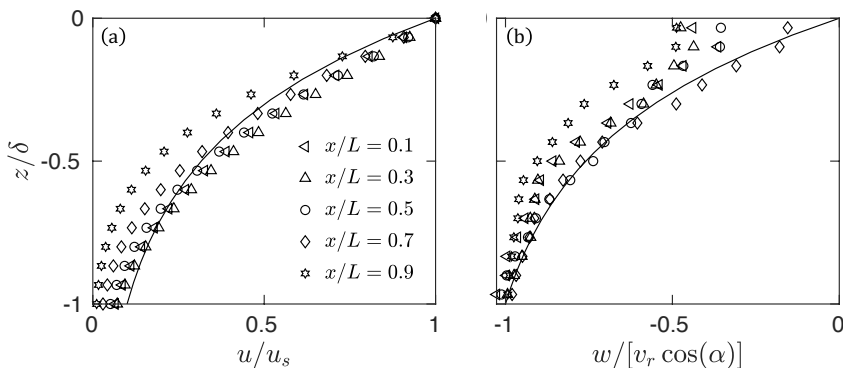 0
(a)
(b)
z/δ
-0.5
x/L = 0.1
x/L = 0.3
x/L = 0.5
x/L = 0.7
x/L = 0.9
-1
0 0.5 1
-1 -0.5 0
u/u_s
w/[v_r cos(α)]